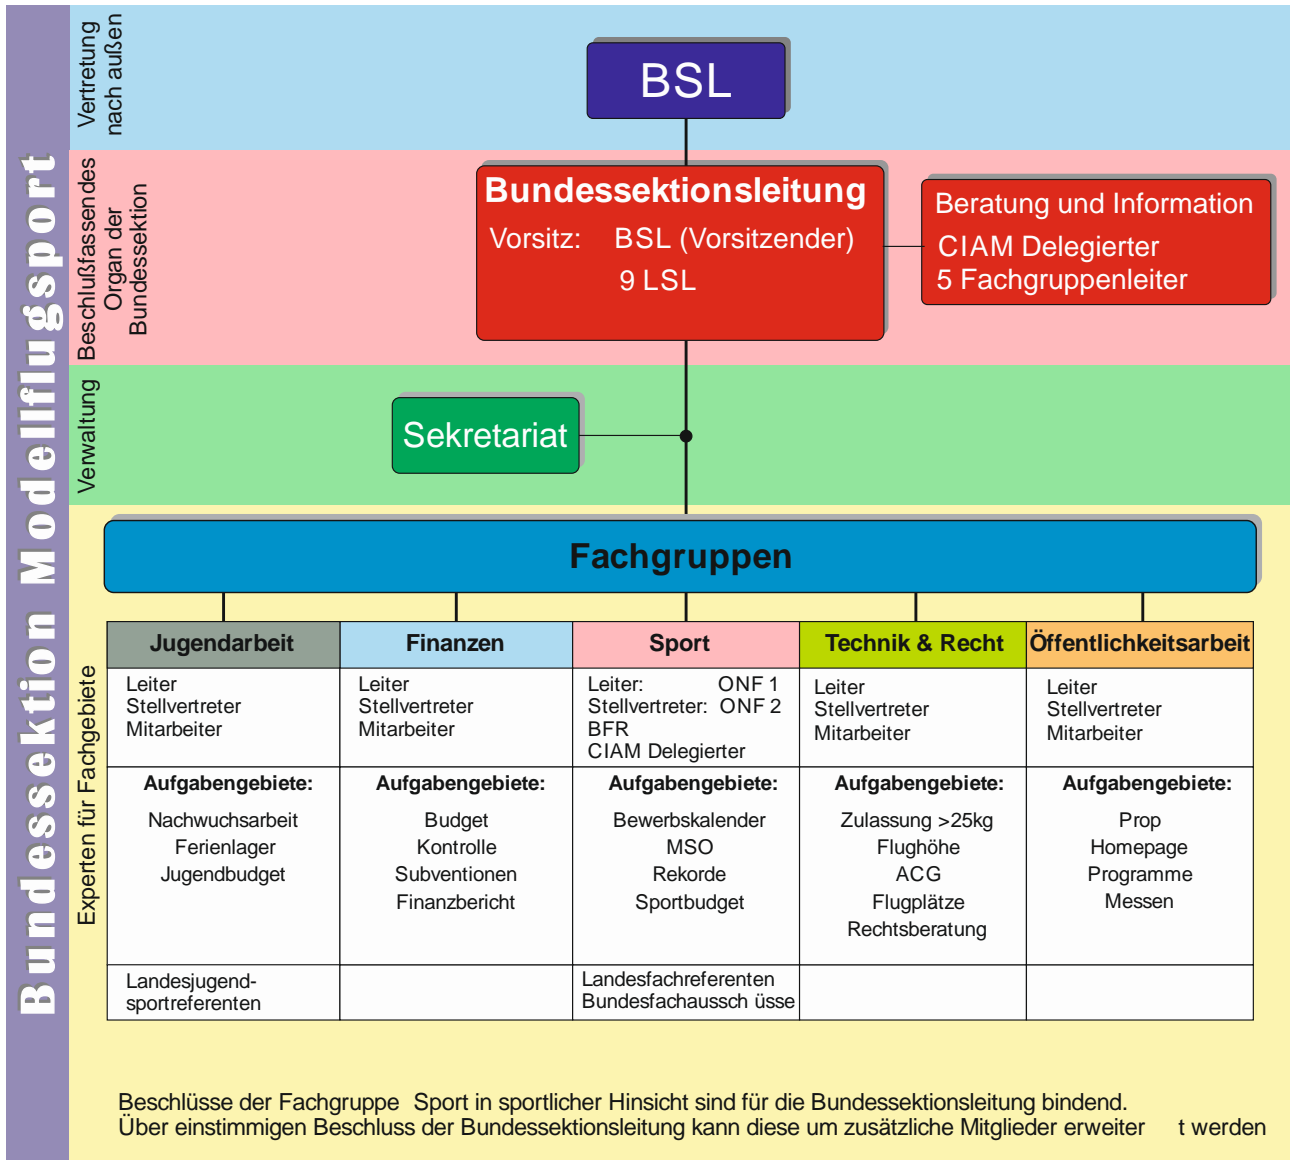 Bundessektion Modellflugsport
Vertretung
nach außen
BSL
Beschlußfassendes
Organ der
Bundessektion
Bundessektionsleitung
Vorsitz: BSL (Vorsitzender)
9 LSL
Beratung und Information
CIAM Delegierter
5 Fachgruppenleiter
Verwaltung
Sekretariat
Experten für Fachgebiete
Fachgruppen
Jugendarbeit
Leiter
Stellvertreter
Mitarbeiter
Aufgabengebiete:
Nachwuchsarbeit
Ferienlager
Jugendbudget
Landesjugend-
sportreferenten
Finanzen
Leiter
Stellvertreter
Mitarbeiter
Aufgabengebiete:
Budget
Kontrolle
Subventionen
Finanzbericht
Sport
Leiter: ONF 1
Stellvertreter: ONF 2
BFR
CIAM Delegierter
Aufgabengebiete:
Bewerbskalender
MSO
Rekorde
Sportbudget
Landesfachreferenten
Bundesfachaussch üsse
Technik & Recht
Leiter
Stellvertreter
Mitarbeiter
Aufgabengebiete:
Zulassung >25kg
Flughöhe
ACG
Flugplätze
Rechtsberatung
Öffentlichkeitsarbeit
Leiter
Stellvertreter
Mitarbeiter
Aufgabengebiete:
Prop
Homepage
Programme
Messen
Beschlüsse der Fachgruppe Sport in sportlicher Hinsicht sind für die Bundessektionsleitung bindend.
Über einstimmigen Beschluss der Bundessektionsleitung kann diese um zusätzliche Mitglieder erweiter t werden